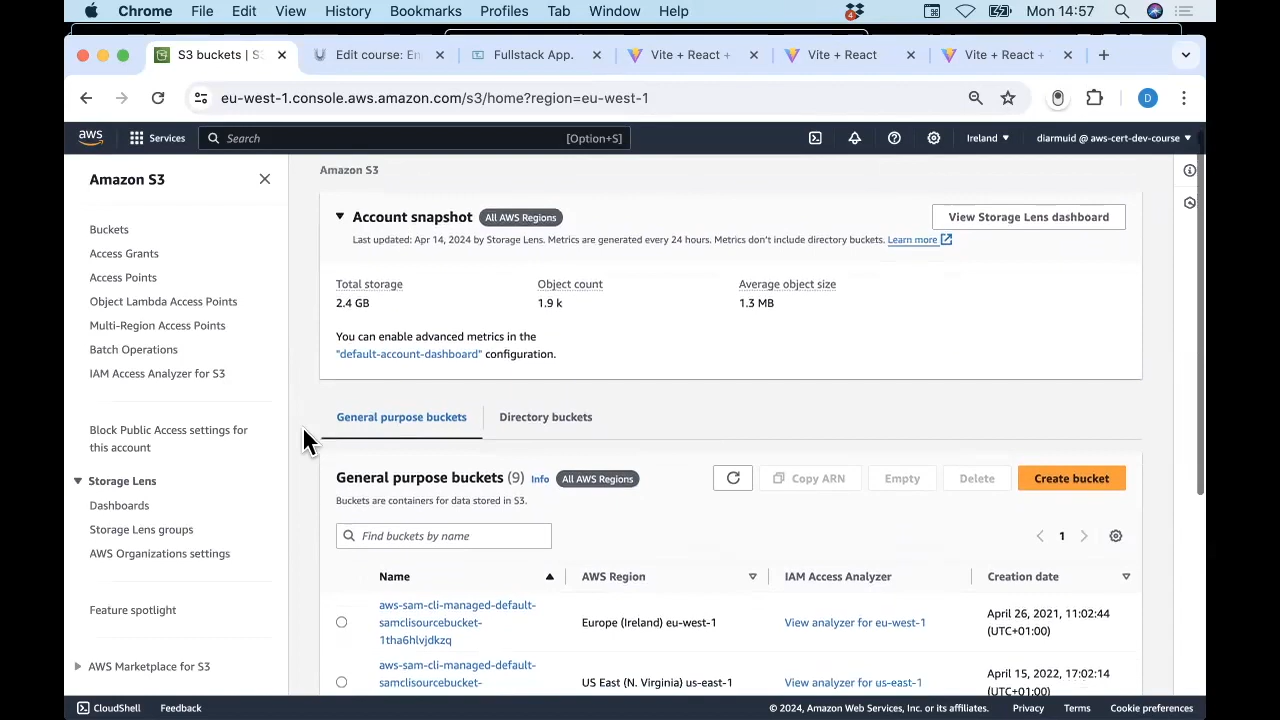 Chrome File Edit View History Bookmarks Profiles Tab Window Help 4 Mon 14:57
S3 buckets | S3 Edit course: En Fullstack App. Vite + React + Vite + React Vite + React +
eu-west-1.console.aws.amazon.com/s3/home?region=eu-west-1 D
aws Services Search [Option+S] Ireland diarmuid @ aws-cert-dev-course
Amazon S3
Buckets
Access Grants
Access Points
Object Lambda Access Points
Multi-Region Access Points
Batch Operations
IAM Access Analyzer for S3
Block Public Access settings for
this account
Storage Lens
Dashboards
Storage Lens groups
AWS Organizations settings
Feature spotlight
AWS Marketplace for S3
Amazon S3
Account snapshot All AWS Regions View Storage Lens dashboard
Last updated: Apr 14, 2024 by Storage Lens. Metrics are generated every 24 hours. Metrics don't include directory buckets. Learn more
Total storage Object count Average object size
2.4 GB 1.9 k 1.3 MB
You can enable advanced metrics in the
"default-account-dashboard" configuration.
General purpose buckets Directory buckets
General purpose buckets (9) Info All AWS Regions Copy ARN Empty Delete Create bucket
Buckets are containers for data stored in S3.
Find buckets by name 1
Name AWS Region IAM Access Analyzer Creation date
aws-sam-cli-managed-default-
samclisourcebucket-
1tha6hlvjdkzq
Europe (Ireland) eu-west-1 View analyzer for eu-west-1 April 26, 2021, 11:02:44
(UTC+01:00)
aws-sam-cli-managed-default-
samclisourcebucket-
US East (N. Virginia) us-east-1 View analyzer for us-east-1 April 15, 2022, 17:02:14
(UTC+01:00)
CloudShell Feedback © 2024, Amazon Web Services, Inc. or its affiliates. Privacy Terms Cookie preferences